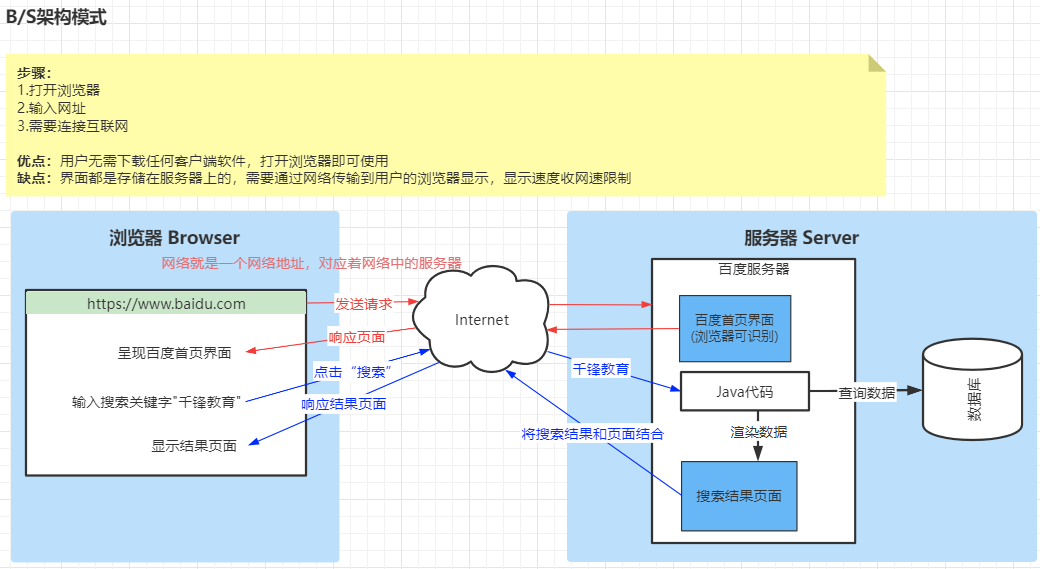 B/S架构模式
步骤：
1.打开浏览器
2.输入网址
3.需要连接互联网
优点：用户无需下载任何客户端软件，打开浏览器即可使用
缺点：界面都是存储在服务器上的，需要通过网络传输到用户的浏览器显示，显示速度收网速限制
浏览器 Browser
服务器 Server
网络就是一个网络地址，对应着网络中的服务器
百度服务器
https://www.baidu.com
发送请求
Internet
百度首页界面
(浏览器可识别)
响应页面
呈现百度首页界面
点击“搜索”
千锋教育
输入搜索关键字"千锋教育"
响应结果页面
Java代码
查询数据
数据库
将搜索结果和页面结合
渲染数据
显示结果页面
搜索结果页面